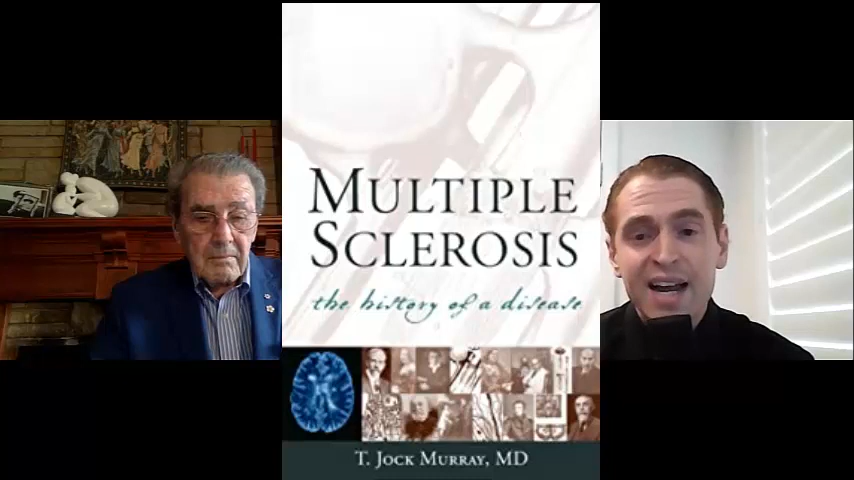 MULTIPLE
SCLEROSIS
the history of a disease
T. JOCK MURRAY, MD